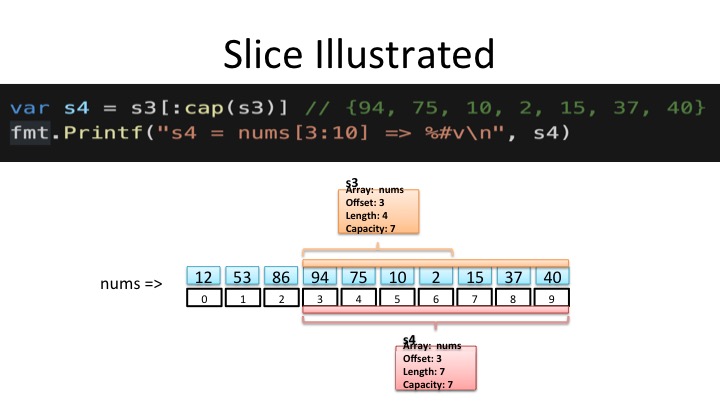 Slice Illustrated
var s4 = s3[:cap(s3)] // {94, 75, 10, 2, 15, 37, 40}
fmt.Printf("s4 = nums[3:10] => %#v\n", s4)
s3
Array: nums
Offset: 3
Length: 4
Capacity: 7
nums => 12 53 86 94 75 10 2 15 37 40
0 1 2 3 4 5 6 7 8 9
s4
Array: nums
Offset: 3
Length: 7
Capacity: 7